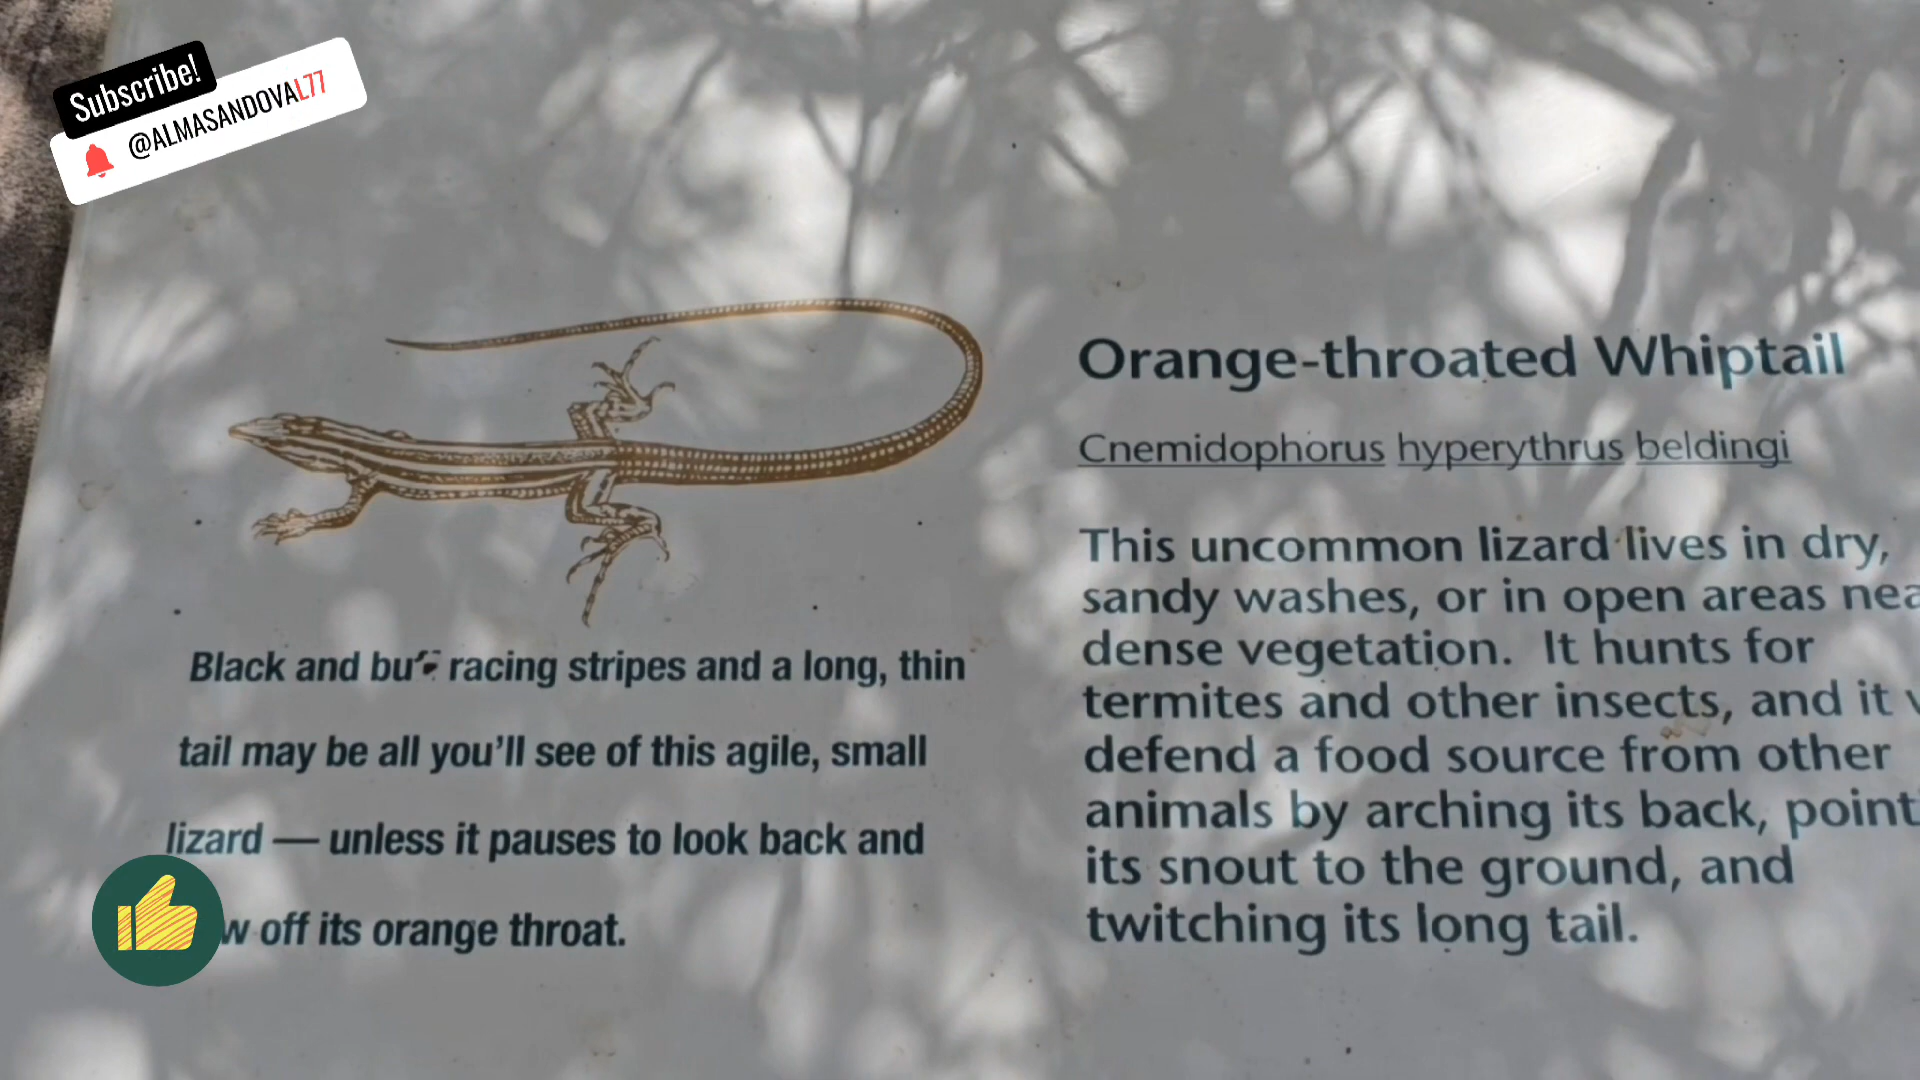 Subscribe!
@ALMASANDOVAL77
Black and racing stripes and a long, thin
tail may be all you'll see of this agile, small
lizard — unless it pauses to look back and
off its orange throat.
Orange-throated Whiptail
Cnemidophorus hyperythrus beldingi
This uncommon lizard lives in dry,
sandy washes, or in open areas
dense vegetation. It hunts for
termites and other insects, and it
defend a food source from other
animals by arching its back,
its snout to the ground, and
twitching its long tail.